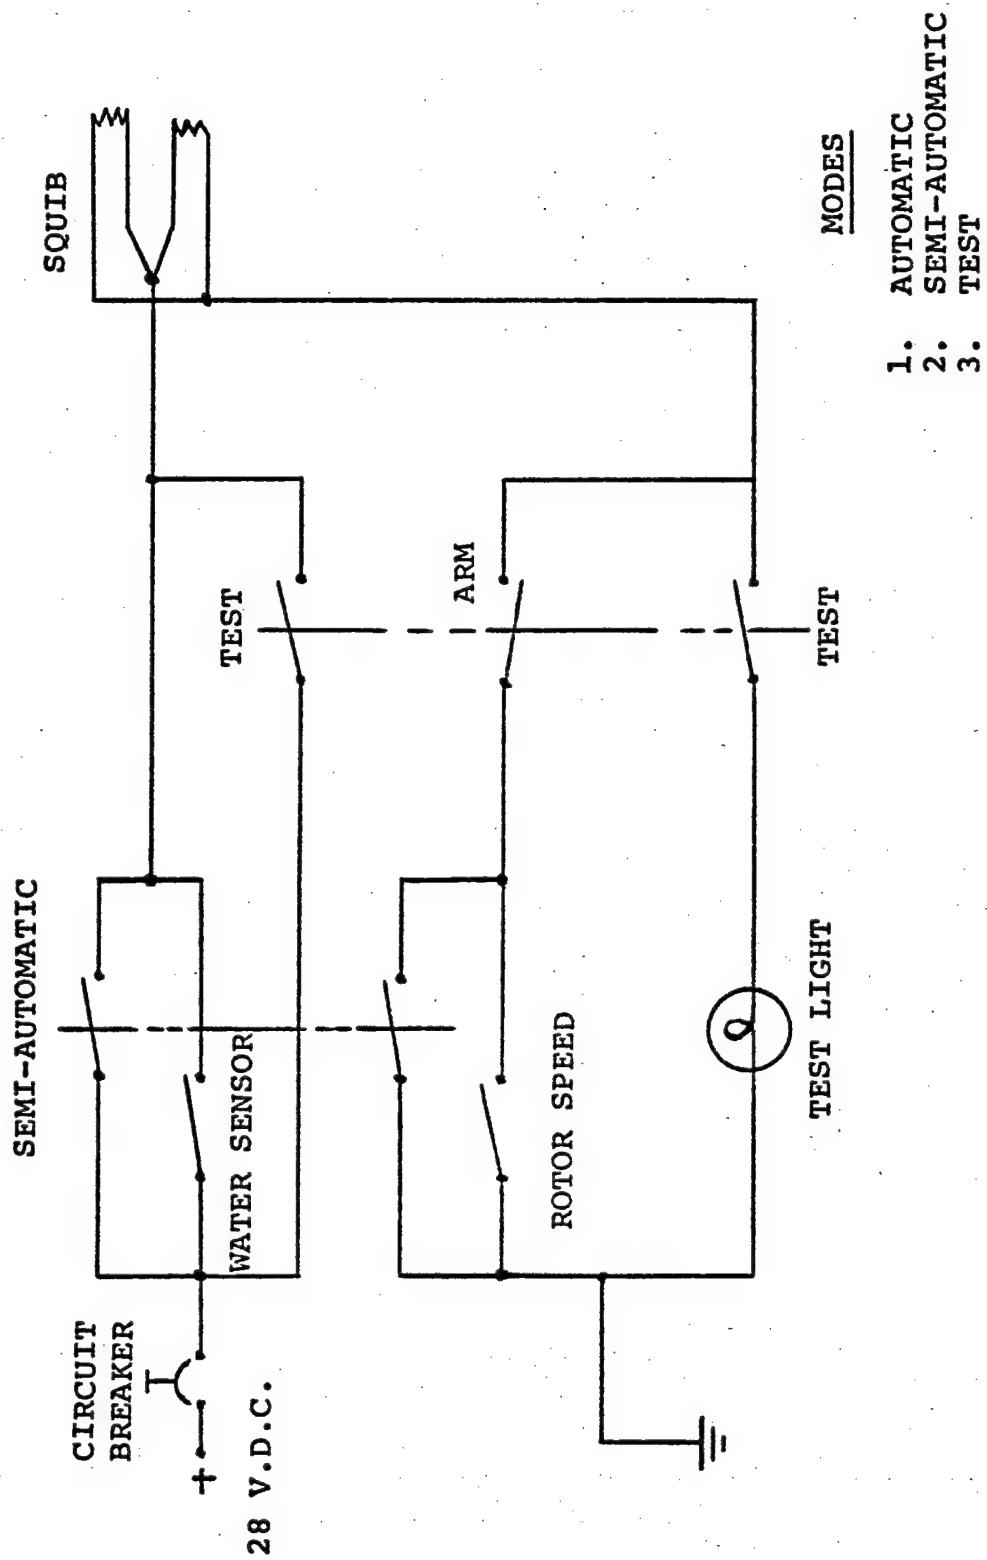 SEMI-AUTOMATIC
SQUIB
CIRCUIT
BREAKER
+
28 V.D.C.
WATER SENSOR
TEST
ARM
ROTOR SPEED
TEST LIGHT
TEST
MODES
1. AUTOMATIC
2. SEMI-AUTOMATIC
3. TEST